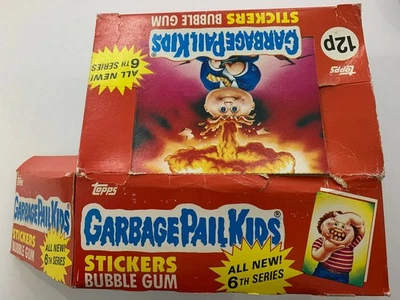 12p
STICKERS
BUBBLE GUM
GARBAGE PAIL KIDS®
ALL NEW!
6TH SERIES
Topps
Topps
GARBAGE PAIL KIDS®
STICKERS
BUBBLE GUM
ALL NEW!
6TH SERIES
Topps
GARBAGE PAIL KIDS®
STICKERS
BUBBLE GUM
ALL NEW!
6TH SERIES